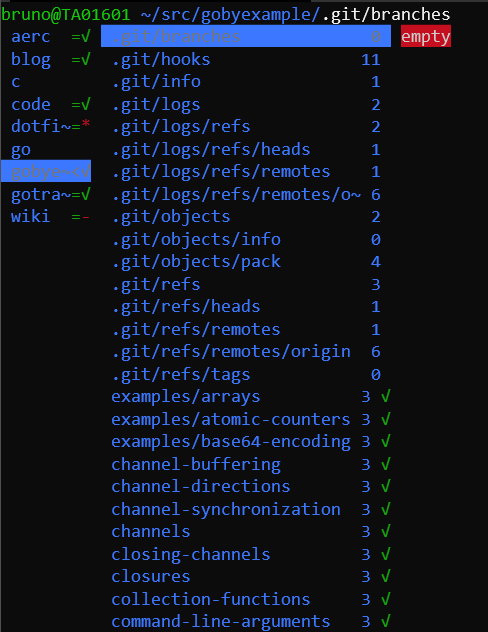 bruno@TA01601 ~/src/gobyexample/.git/branches
aerc =√ .git/branches 0 empty
blog =√ .git/hooks 11
c .git/info 1
code =√ .git/logs 2
dotfi~=* .git/logs/refs 2
go .git/logs/refs/heads 1
.git/logs/refs/remotes 1
gotra~=√ .git/logs/refs/remotes/o~ 6
wiki =- .git/objects 2
.git/objects/info 0
.git/objects/pack 4
.git/refs 3
.git/refs/heads 1
.git/refs/remotes 1
.git/refs/remotes/origin 6
.git/refs/tags 0
examples/arrays 3 √
examples/atomic-counters 3 √
examples/base64-encoding 3 √
channel-buffering 3 √
channel-directions 3 √
channel-synchronization 3 √
channels 3 √
closing-channels 3 √
closures 3 √
collection-functions 3 √
command-line-arguments 3 √